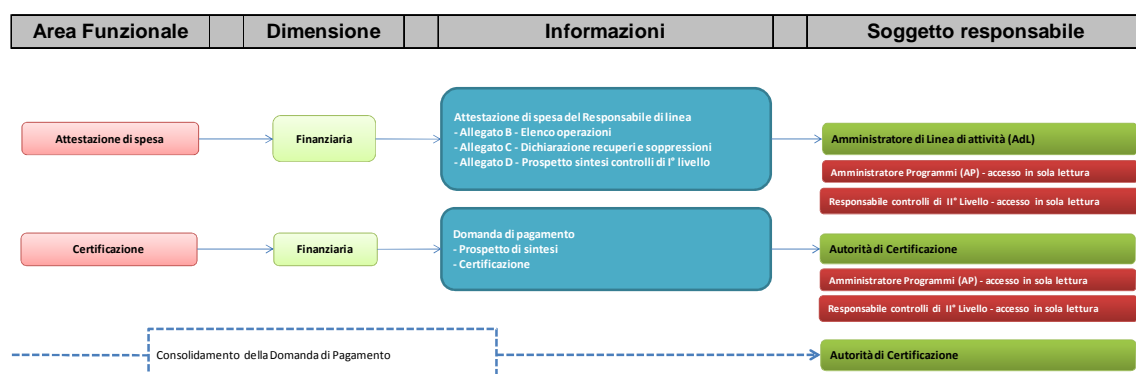 Area Funzionale
Dimensione
Informazioni
Soggetto responsabile
Attestazione di spesa
Finanziaria
Attestazione di spesa del Responsabile di linea
- Allegato B - Elenco operazioni
- Allegato C - Dichiarazione recuperi e soppressioni
- Allegato D - Prospetto sintesi controlli di I° livello
Amministratore di Linea di attività (AdL)
Amministratore Programmi (AP) - accesso in sola lettura
Responsabile controlli di II° Livello - accesso in sola lettura
Certificazione
Finanziaria
Domanda di pagamento
- Prospetto di sintesi
- Certificazione
Autorità di Certificazione
Amministratore Programmi (AP) - accesso in sola lettura
Responsabile controlli di II° Livello - accesso in sola lettura
Consolidamento della Domanda di Pagamento
Autorità di Certificazione